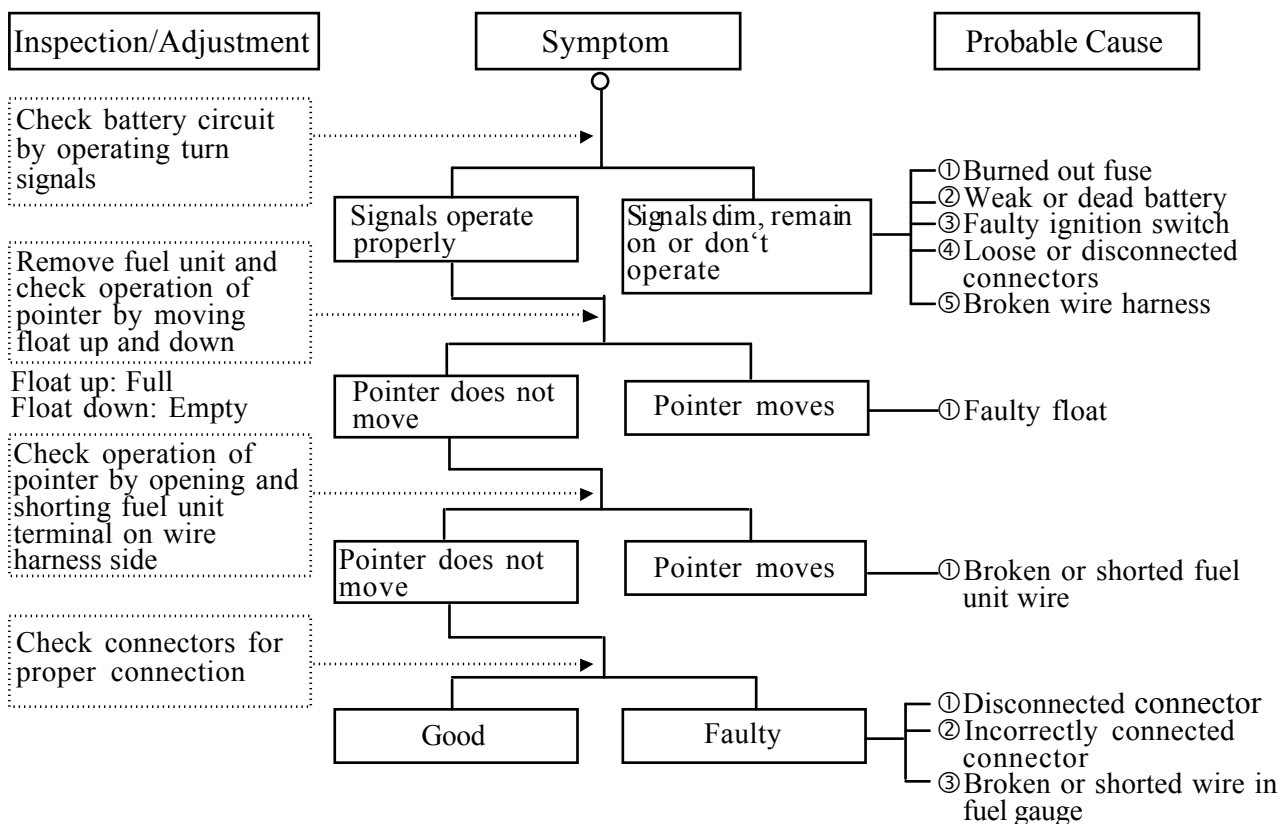 Inspection/Adjustment
Symptom
Probable Cause
Check battery circuit
by operating turn
signals
Signals operate
properly
Signals dim, remain
on or don‘t
operate
①Burned out fuse
②Weak or dead battery
③Faulty ignition switch
④Loose or disconnected
connectors
⑤Broken wire harness
Remove fuel unit and
check operation of
pointer by moving
float up and down
Float up: Full
Float down: Empty
Pointer does not
move
Pointer moves
①Faulty float
Check operation of
pointer by opening and
shorting fuel unit
terminal on wire
harness side
Pointer does not
move
Pointer moves
①Broken or shorted fuel
unit wire
Check connectors for
proper connection
Good
Faulty
①Disconnected connector
②Incorrectly connected
connector
③Broken or shorted wire in
fuel gauge